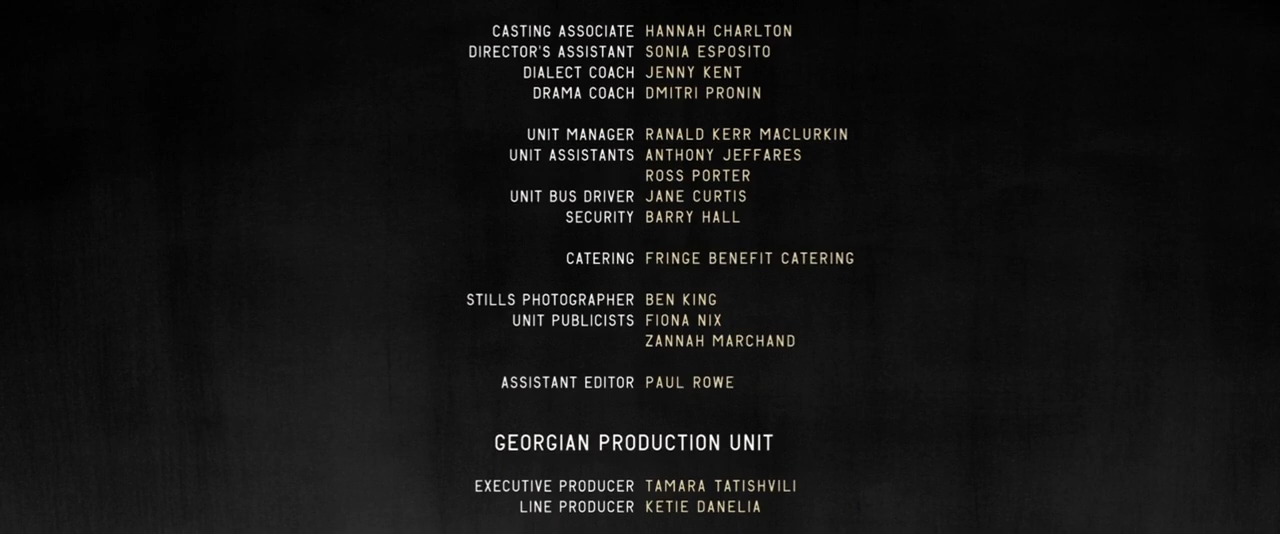 CASTING ASSOCIATE HANNAH CHARLTON
DIRECTOR'S ASSISTANT SONIA ESPOSITO
DIALECT COACH JENNY KENT
DRAMA COACH DMITRI PRONIN
UNIT MANAGER RANALD KERR MACLURKIN
UNIT ASSISTANTS ANTHONY JEFFARES
ROSS PORTER
UNIT BUS DRIVER JANE CURTIS
SECURITY BARRY HALL
CATERING FRINGE BENEFIT CATERING
STILLS PHOTOGRAPHER BEN KING
UNIT PUBLICISTS FIONA NIX
ZANNAH MARCHAND
ASSISTANT EDITOR PAUL ROWE
GEORGIAN PRODUCTION UNIT
EXECUTIVE PRODUCER TAMARA TATISHVILI
LINE PRODUCER KETIE DANELIA